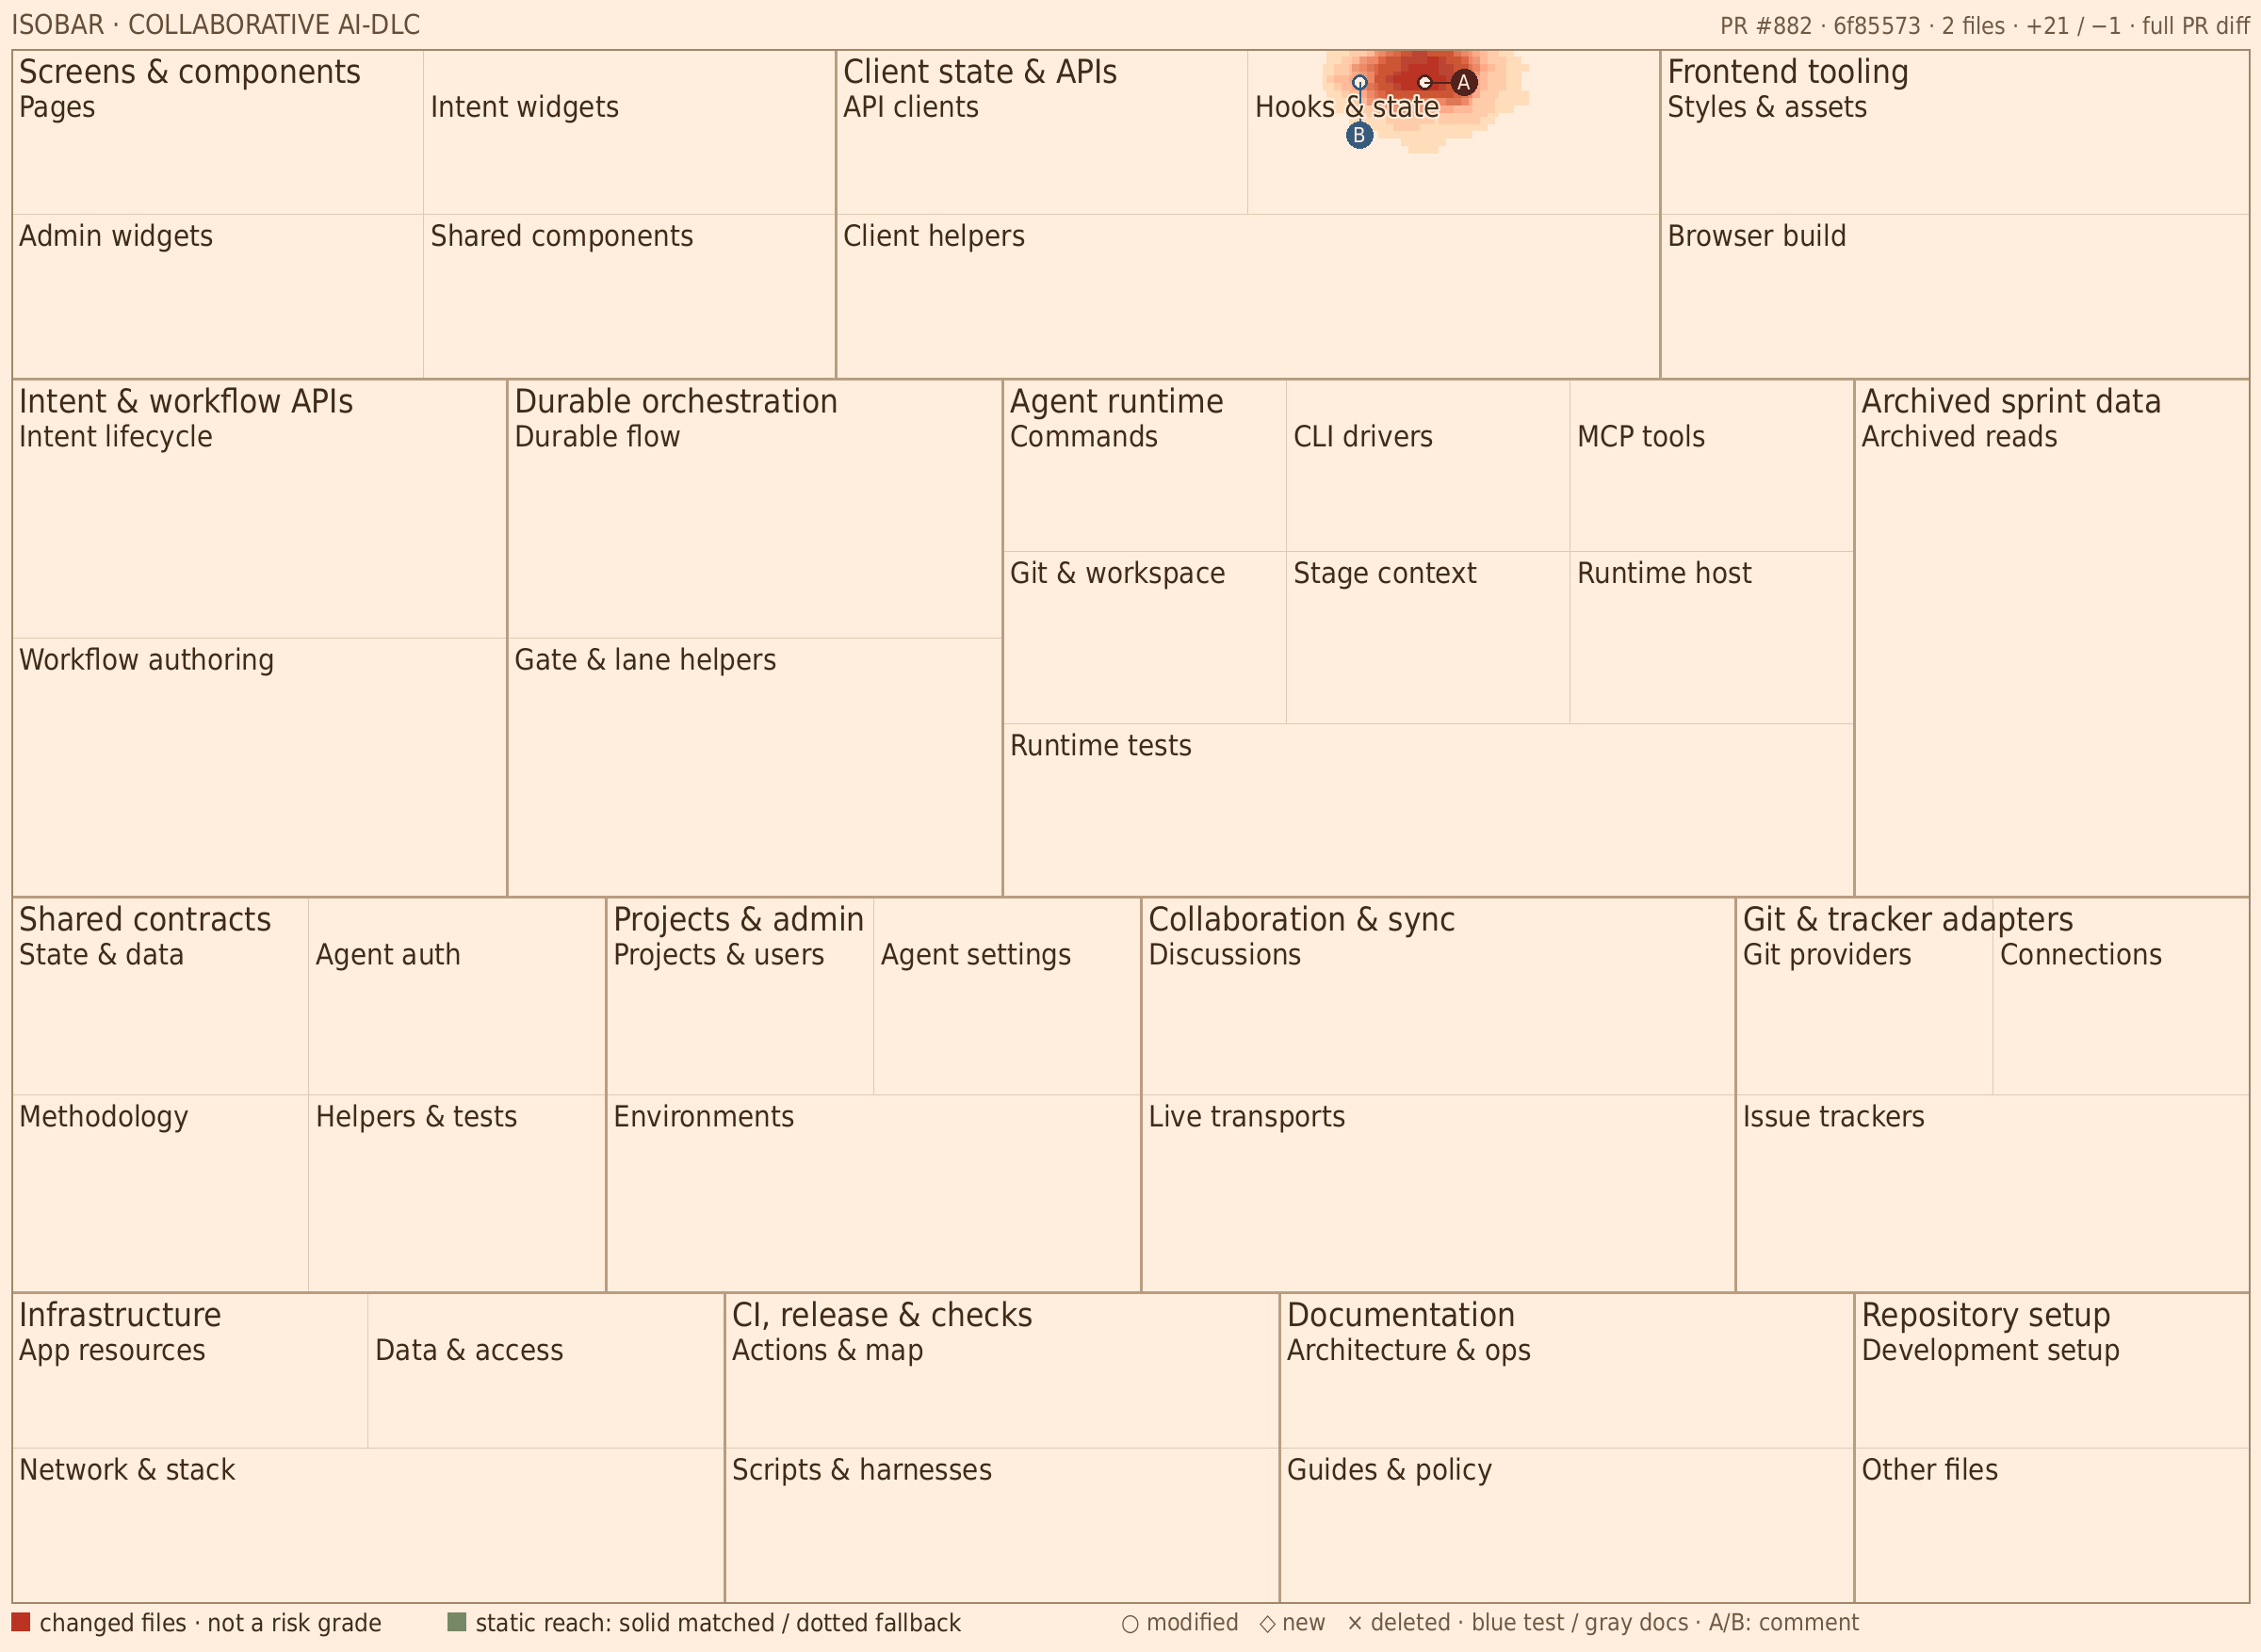 ISOBAR · COLLABORATIVE AI-DLC
PR #882 · 6f85573 · 2 files · +21 / −1 · full PR diff
Screens & components
Pages
Intent widgets
Client state & APIs
API clients
Hooks & state
A
B
Frontend tooling
Styles & assets
Admin widgets
Shared components
Client helpers
Browser build
Intent & workflow APIs
Intent lifecycle
Durable orchestration
Durable flow
Agent runtime
Commands
CLI drivers
MCP tools
Archived sprint data
Archived reads
Git & workspace
Stage context
Runtime host
Workflow authoring
Gate & lane helpers
Runtime tests
Shared contracts
State & data
Agent auth
Projects & admin
Projects & users
Agent settings
Collaboration & sync
Discussions
Git & tracker adapters
Git providers
Connections
Methodology
Helpers & tests
Environments
Live transports
Issue trackers
Infrastructure
App resources
Data & access
CI, release & checks
Actions & map
Documentation
Architecture & ops
Repository setup
Development setup
Network & stack
Scripts & harnesses
Guides & policy
Other files
changed files · not a risk grade
static reach: solid matched / dotted fallback
○ modified ◇ new × deleted · blue test / gray docs · A/B: comment